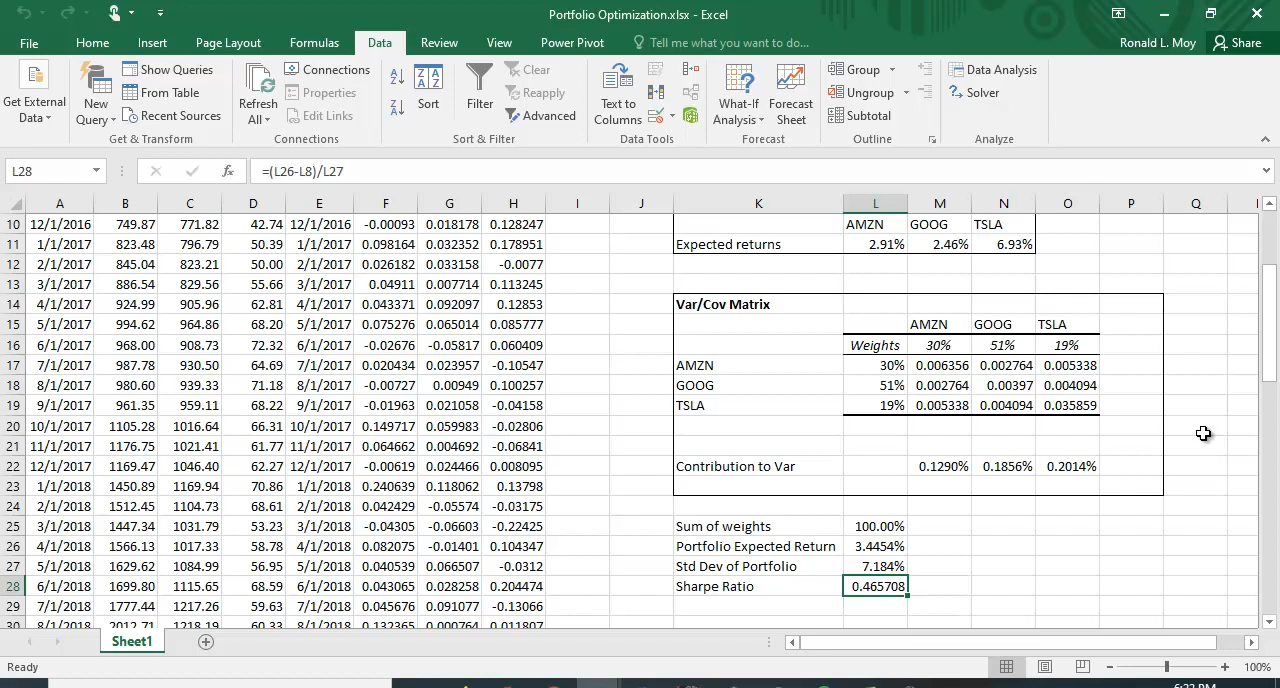 Portfolio Optimization.xlsx - Excel
File Home Insert Page Layout Formulas Data Review View Power Pivot Tell me what you want to do... Ronald L. Moy Share
Get External Data New Query Show Queries From Table Recent Sources Refresh All Connections Properties Edit Links Sort Filter Clear Reapply Advanced Text to Columns What-If Analysis Forecast Sheet Group Ungroup Subtotal Data Analysis Solver
Get & Transform Connections Sort & Filter Data Tools Forecast Outline Analyze
L28 fx =(L26-L8)/L27
A B C D E F G H I J K L M N O P Q
10 12/1/2016 749.87 771.82 42.74 12/1/2016 -0.00093 0.018178 0.128247 AMZN GOOG TSLA
11 1/1/2017 823.48 796.79 50.39 1/1/2017 0.098164 0.032352 0.178951 Expected returns 2.91% 2.46% 6.93%
12 2/1/2017 845.04 823.21 50.00 2/1/2017 0.026182 0.033158 -0.0077
13 3/1/2017 886.54 829.56 55.66 3/1/2017 0.04911 0.007714 0.113245
14 4/1/2017 924.99 905.96 62.81 4/1/2017 0.043371 0.092097 0.12853 Var/Cov Matrix
15 5/1/2017 994.62 964.86 68.20 5/1/2017 0.075276 0.065014 0.085777 AMZN GOOG TSLA
16 6/1/2017 968.00 908.73 72.32 6/1/2017 -0.02676 -0.05817 0.060409 Weights 30% 51% 19%
17 7/1/2017 987.78 930.50 64.69 7/1/2017 0.020434 0.023957 -0.10547 AMZN 30% 0.006356 0.002764 0.005338
18 8/1/2017 980.60 939.33 71.18 8/1/2017 -0.00727 0.00949 0.100257 GOOG 51% 0.002764 0.00397 0.004094
19 9/1/2017 961.35 959.11 68.22 9/1/2017 -0.01963 0.021058 -0.04158 TSLA 19% 0.005338 0.004094 0.035859
20 10/1/2017 1105.28 1016.64 66.31 10/1/2017 0.149717 0.059983 -0.02806
21 11/1/2017 1176.75 1021.41 61.77 11/1/2017 0.064662 0.004692 -0.06841
22 12/1/2017 1169.47 1046.40 62.27 12/1/2017 -0.00619 0.024466 0.008095 Contribution to Var 0.1290% 0.1856% 0.2014%
23 1/1/2018 1450.89 1169.94 70.86 1/1/2018 0.240639 0.118062 0.13798
24 2/1/2018 1512.45 1104.73 68.61 2/1/2018 0.042429 -0.05574 -0.03175
25 3/1/2018 1447.34 1031.79 53.23 3/1/2018 -0.04305 -0.06603 -0.22425 Sum of weights 100.00%
26 4/1/2018 1566.13 1017.33 58.78 4/1/2018 0.082075 -0.01401 0.104347 Portfolio Expected Return 3.4454%
27 5/1/2018 1629.62 1084.99 56.95 5/1/2018 0.040539 0.066507 -0.0312 Std Dev of Portfolio 7.184%
28 6/1/2018 1699.80 1115.65 68.59 6/1/2018 0.043065 0.028252 0.204474 Sharpe Ratio 0.465708
29 7/1/2018 1777.44 1217.26 59.63 7/1/2018 0.045676 0.091077 -0.13066
30 8/1/2018 2012.71 1218.19 60.33 8/1/2018 0.132365 0.000764 0.011807
Sheet1
Ready 100%
6:22 PM